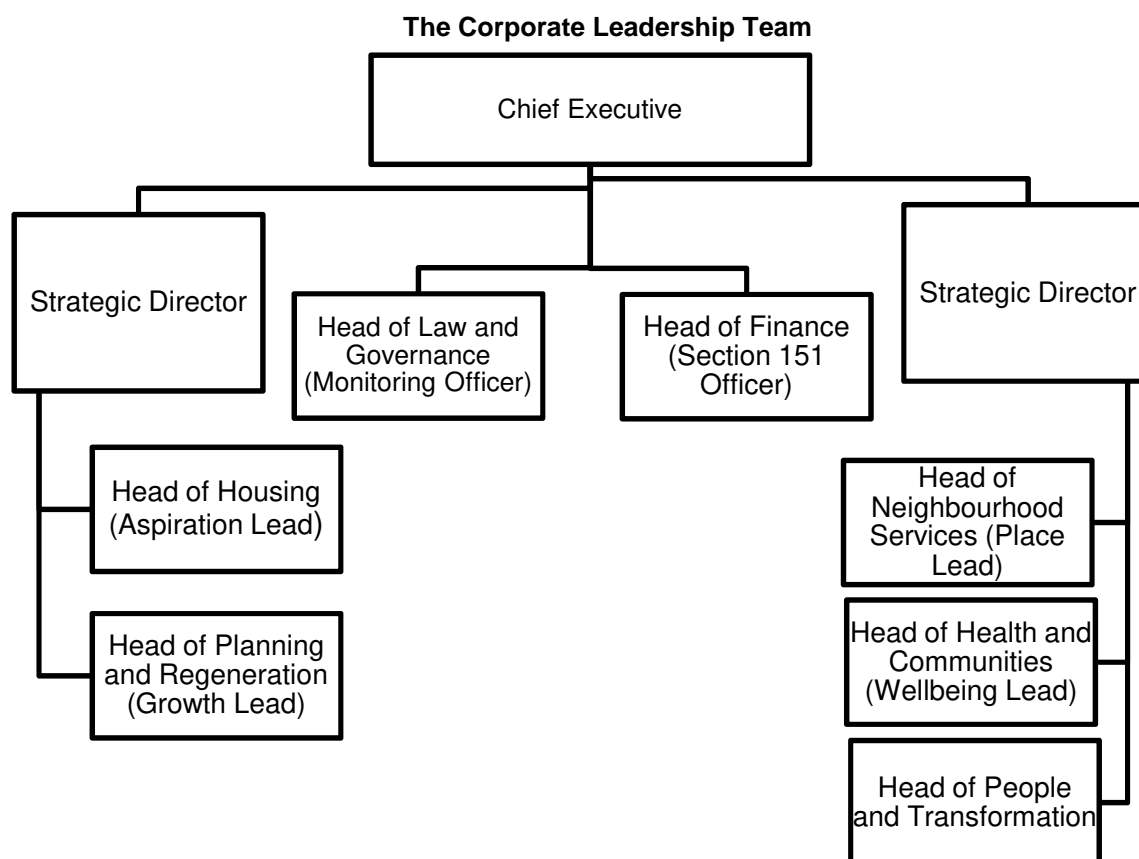 The Corporate Leadership Team
Chief Executive
Strategic Director
Head of Law and
Governance
(Monitoring Officer)
Head of Finance
(Section 151
Officer)
Strategic Director
Head of Housing
(Aspiration Lead)
Head of Planning
and Regeneration
(Growth Lead)
Head of
Neighbourhood
Services (Place
Lead)
Head of Health and
Communities
(Wellbeing Lead)
Head of People
and Transformation